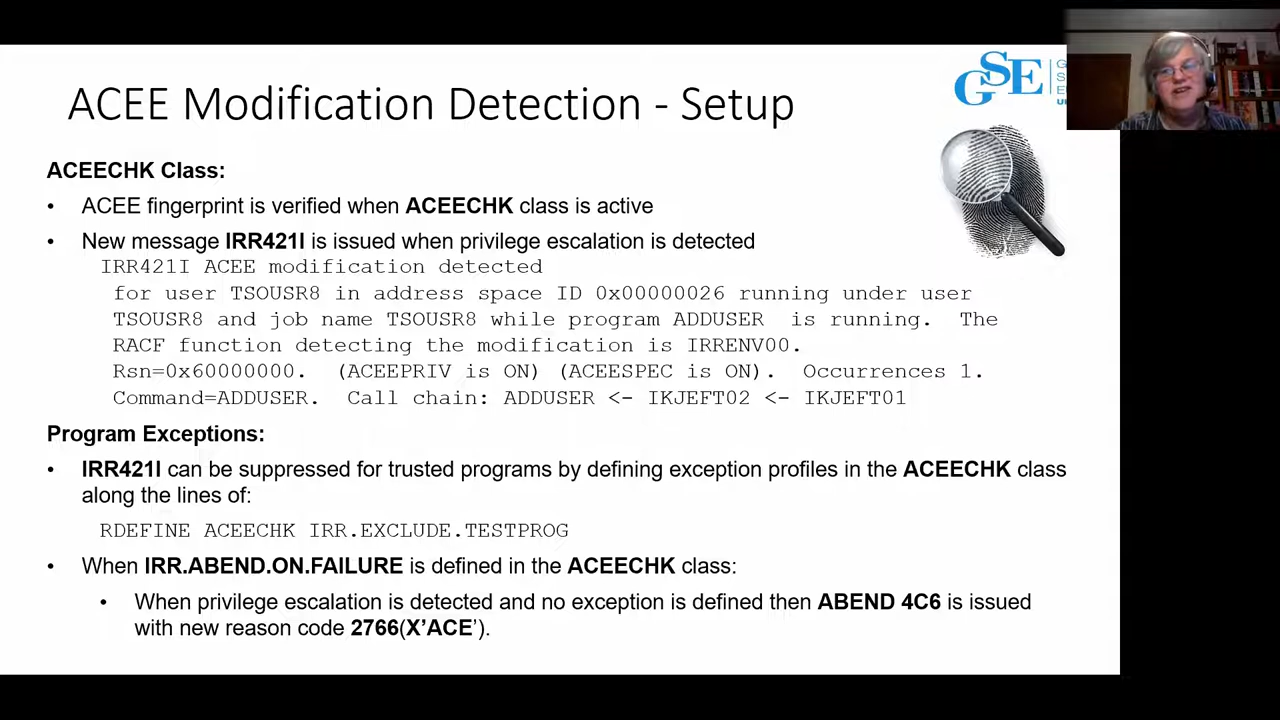 ACEE Modification Detection - Setup
GSE
G
S
E
U
ACEECHK Class:
• ACEE fingerprint is verified when ACEECHK class is active
• New message IRR421I is issued when privilege escalation is detected
IRR421I ACEE modification detected
for user TSOUSR8 in address space ID 0x00000026 running under user
TSOUSR8 and job name TSOUSR8 while program ADDUSER  is running.  The
RACF function detecting the modification is IRRENV00.
Rsn=0x60000000.  (ACEEPRIV is ON) (ACEESPEC is ON).  Occurrences 1.
Command=ADDUSER.  Call chain: ADDUSER <- IKJEFT02 <- IKJEFT01
Program Exceptions:
• IRR421I can be suppressed for trusted programs by defining exception profiles in the ACEECHK class
along the lines of:
RDEFINE ACEECHK IRR.EXCLUDE.TESTPROG
• When IRR.ABEND.ON.FAILURE is defined in the ACEECHK class:
• When privilege escalation is detected and no exception is defined then ABEND 4C6 is issued
with new reason code 2766(X’ACE’).